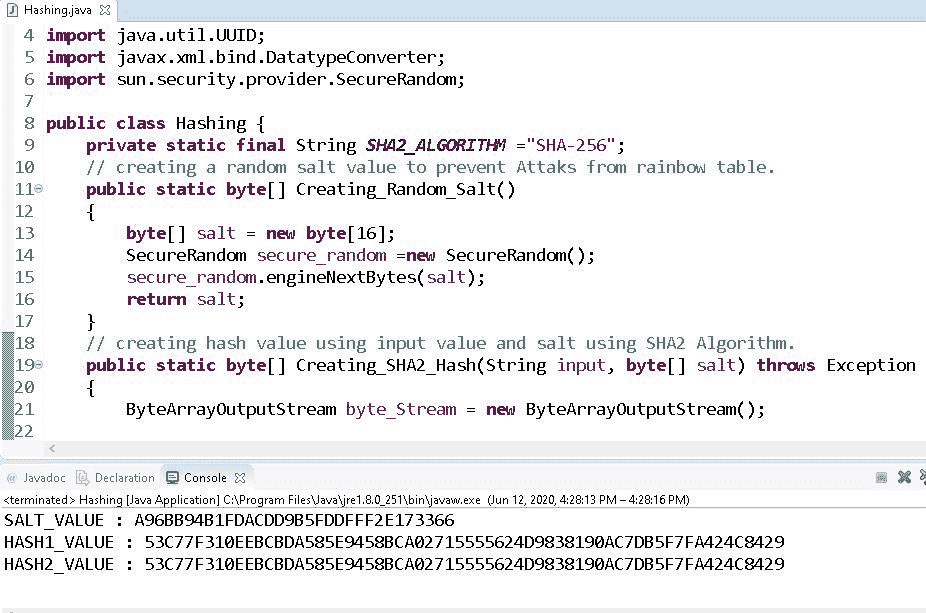 Hashing.java
4 import java.util.UUID;
5 import javax.xml.bind.DatatypeConverter;
6 import sun.security.provider.SecureRandom;
7
8 public class Hashing {
9 private static final String SHA2_ALGORITHM ="SHA-256";
10 // creating a random salt value to prevent Attaks from rainbow table.
11 public static byte[] Creating_Random_Salt()
12 {
13 byte[] salt = new byte[16];
14 SecureRandom secure_random =new SecureRandom();
15 secure_random.engineNextBytes(salt);
16 return salt;
17 }
18 // creating hash value using input value and salt using SHA2 Algorithm.
19 public static byte[] Creating_SHA2_Hash(String input, byte[] salt) throws Exception
20 {
21 ByteArrayOutputStream byte_Stream = new ByteArrayOutputStream();
22
@ Javadoc Declaration Console
<terminated> Hashing [Java Application] C:\Program Files\Java\jre1.8.0_251\bin\javaw.exe (Jun 12, 2020, 4:28:13 PM – 4:28:16 PM)
SALT_VALUE : A96BB94B1FDACDD9B5FDDFFF2E173366
HASH1_VALUE : 53C77F310EEBCBDA585E9458BCA02715555624D9838190AC7DB5F7FA424C8429
HASH2_VALUE : 53C77F310EEBCBDA585E9458BCA02715555624D9838190AC7DB5F7FA424C8429